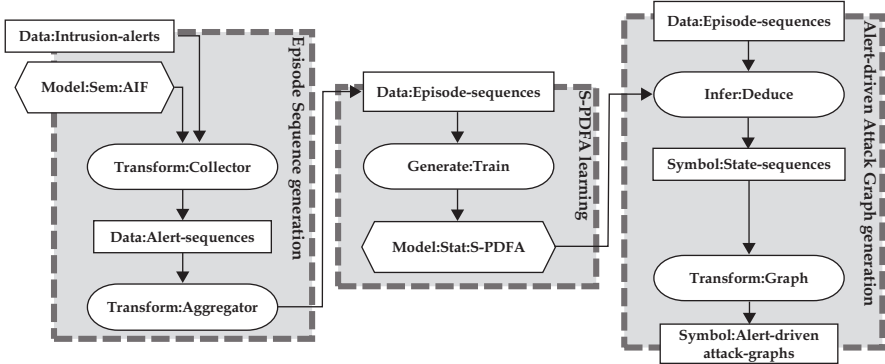 Data:Intrusion-alerts
Model:Sem:AIF
Transform:Collector
Data:Alert-sequences
Transform:Aggregator
Episode Sequence generation
Data:Episode-sequences
Generate:Train
Model:Stat:S-PDFA
S-PDFA learning
Data:Episode-sequences
Infer:Deduce
Symbol:State-sequences
Transform:Graph
Symbol:Alert-driven
attack-graphs
Alert-driven Attack Graph generation